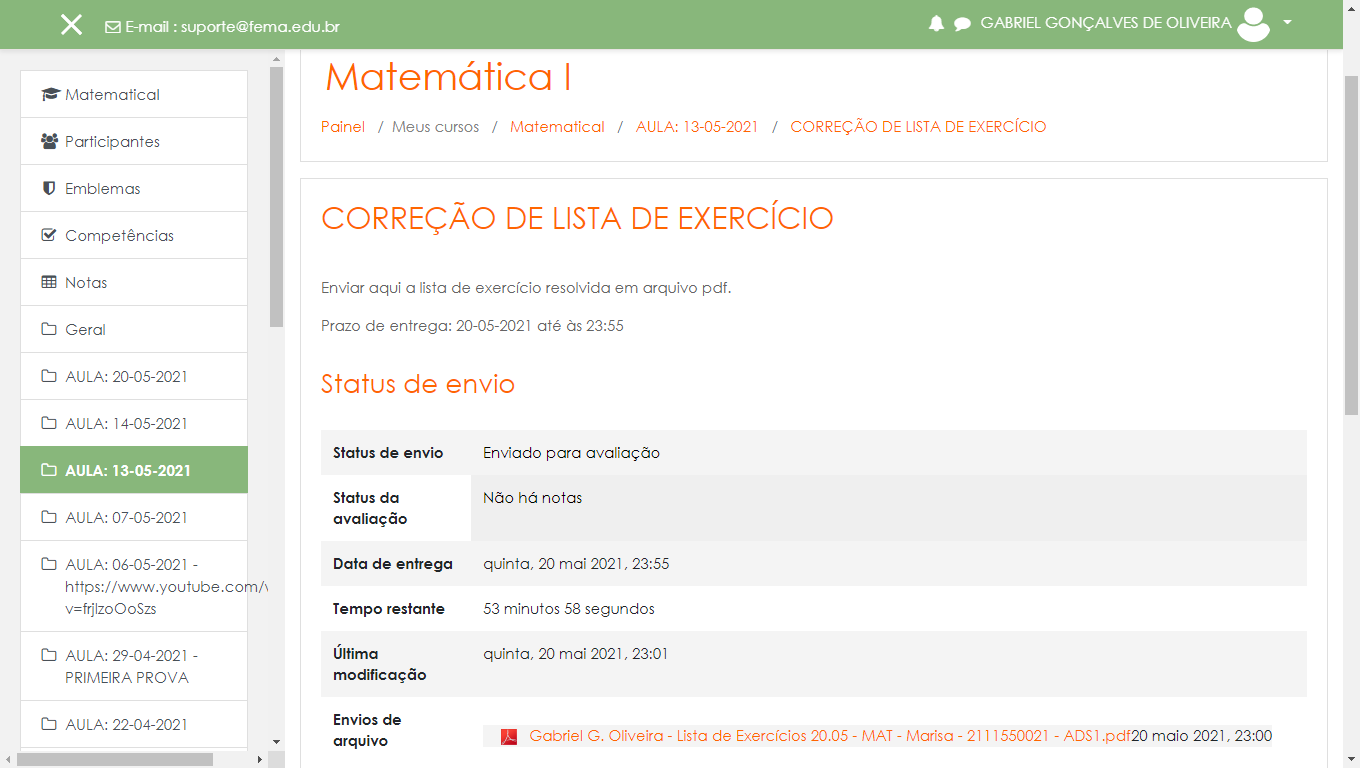 E-mail : suporte@fema.edu.br
GABRIEL GONÇALVES DE OLIVEIRA
Matematical
Participantes
Emblemas
Competências
Notas
Geral
AULA: 20-05-2021
AULA: 14-05-2021
AULA: 13-05-2021
AULA: 07-05-2021
AULA: 06-05-2021 -
https://www.youtube.com/
v=frjlzoOoSzs
AULA: 29-04-2021 -
PRIMEIRA PROVA
AULA: 22-04-2021
Matemática I
Painel / Meus cursos / Matematical / AULA: 13-05-2021 / CORREÇÃO DE LISTA DE EXERCÍCIO
CORREÇÃO DE LISTA DE EXERCÍCIO
Enviar aqui a lista de exercício resolvida em arquivo pdf.
Prazo de entrega: 20-05-2021 até às 23:55
Status de envio
Status de envio Enviado para avaliação
Status da
avaliação
Não há notas
Data de entrega quinta, 20 mai 2021, 23:55
Tempo restante 53 minutos 58 segundos
Última
modificação
quinta, 20 mai 2021, 23:01
Envios de
arquivo
Gabriel G. Oliveira - Lista de Exercícios 20.05 - MAT - Marisa - 2111550021 - ADS1.pdf20 maio 2021, 23:00